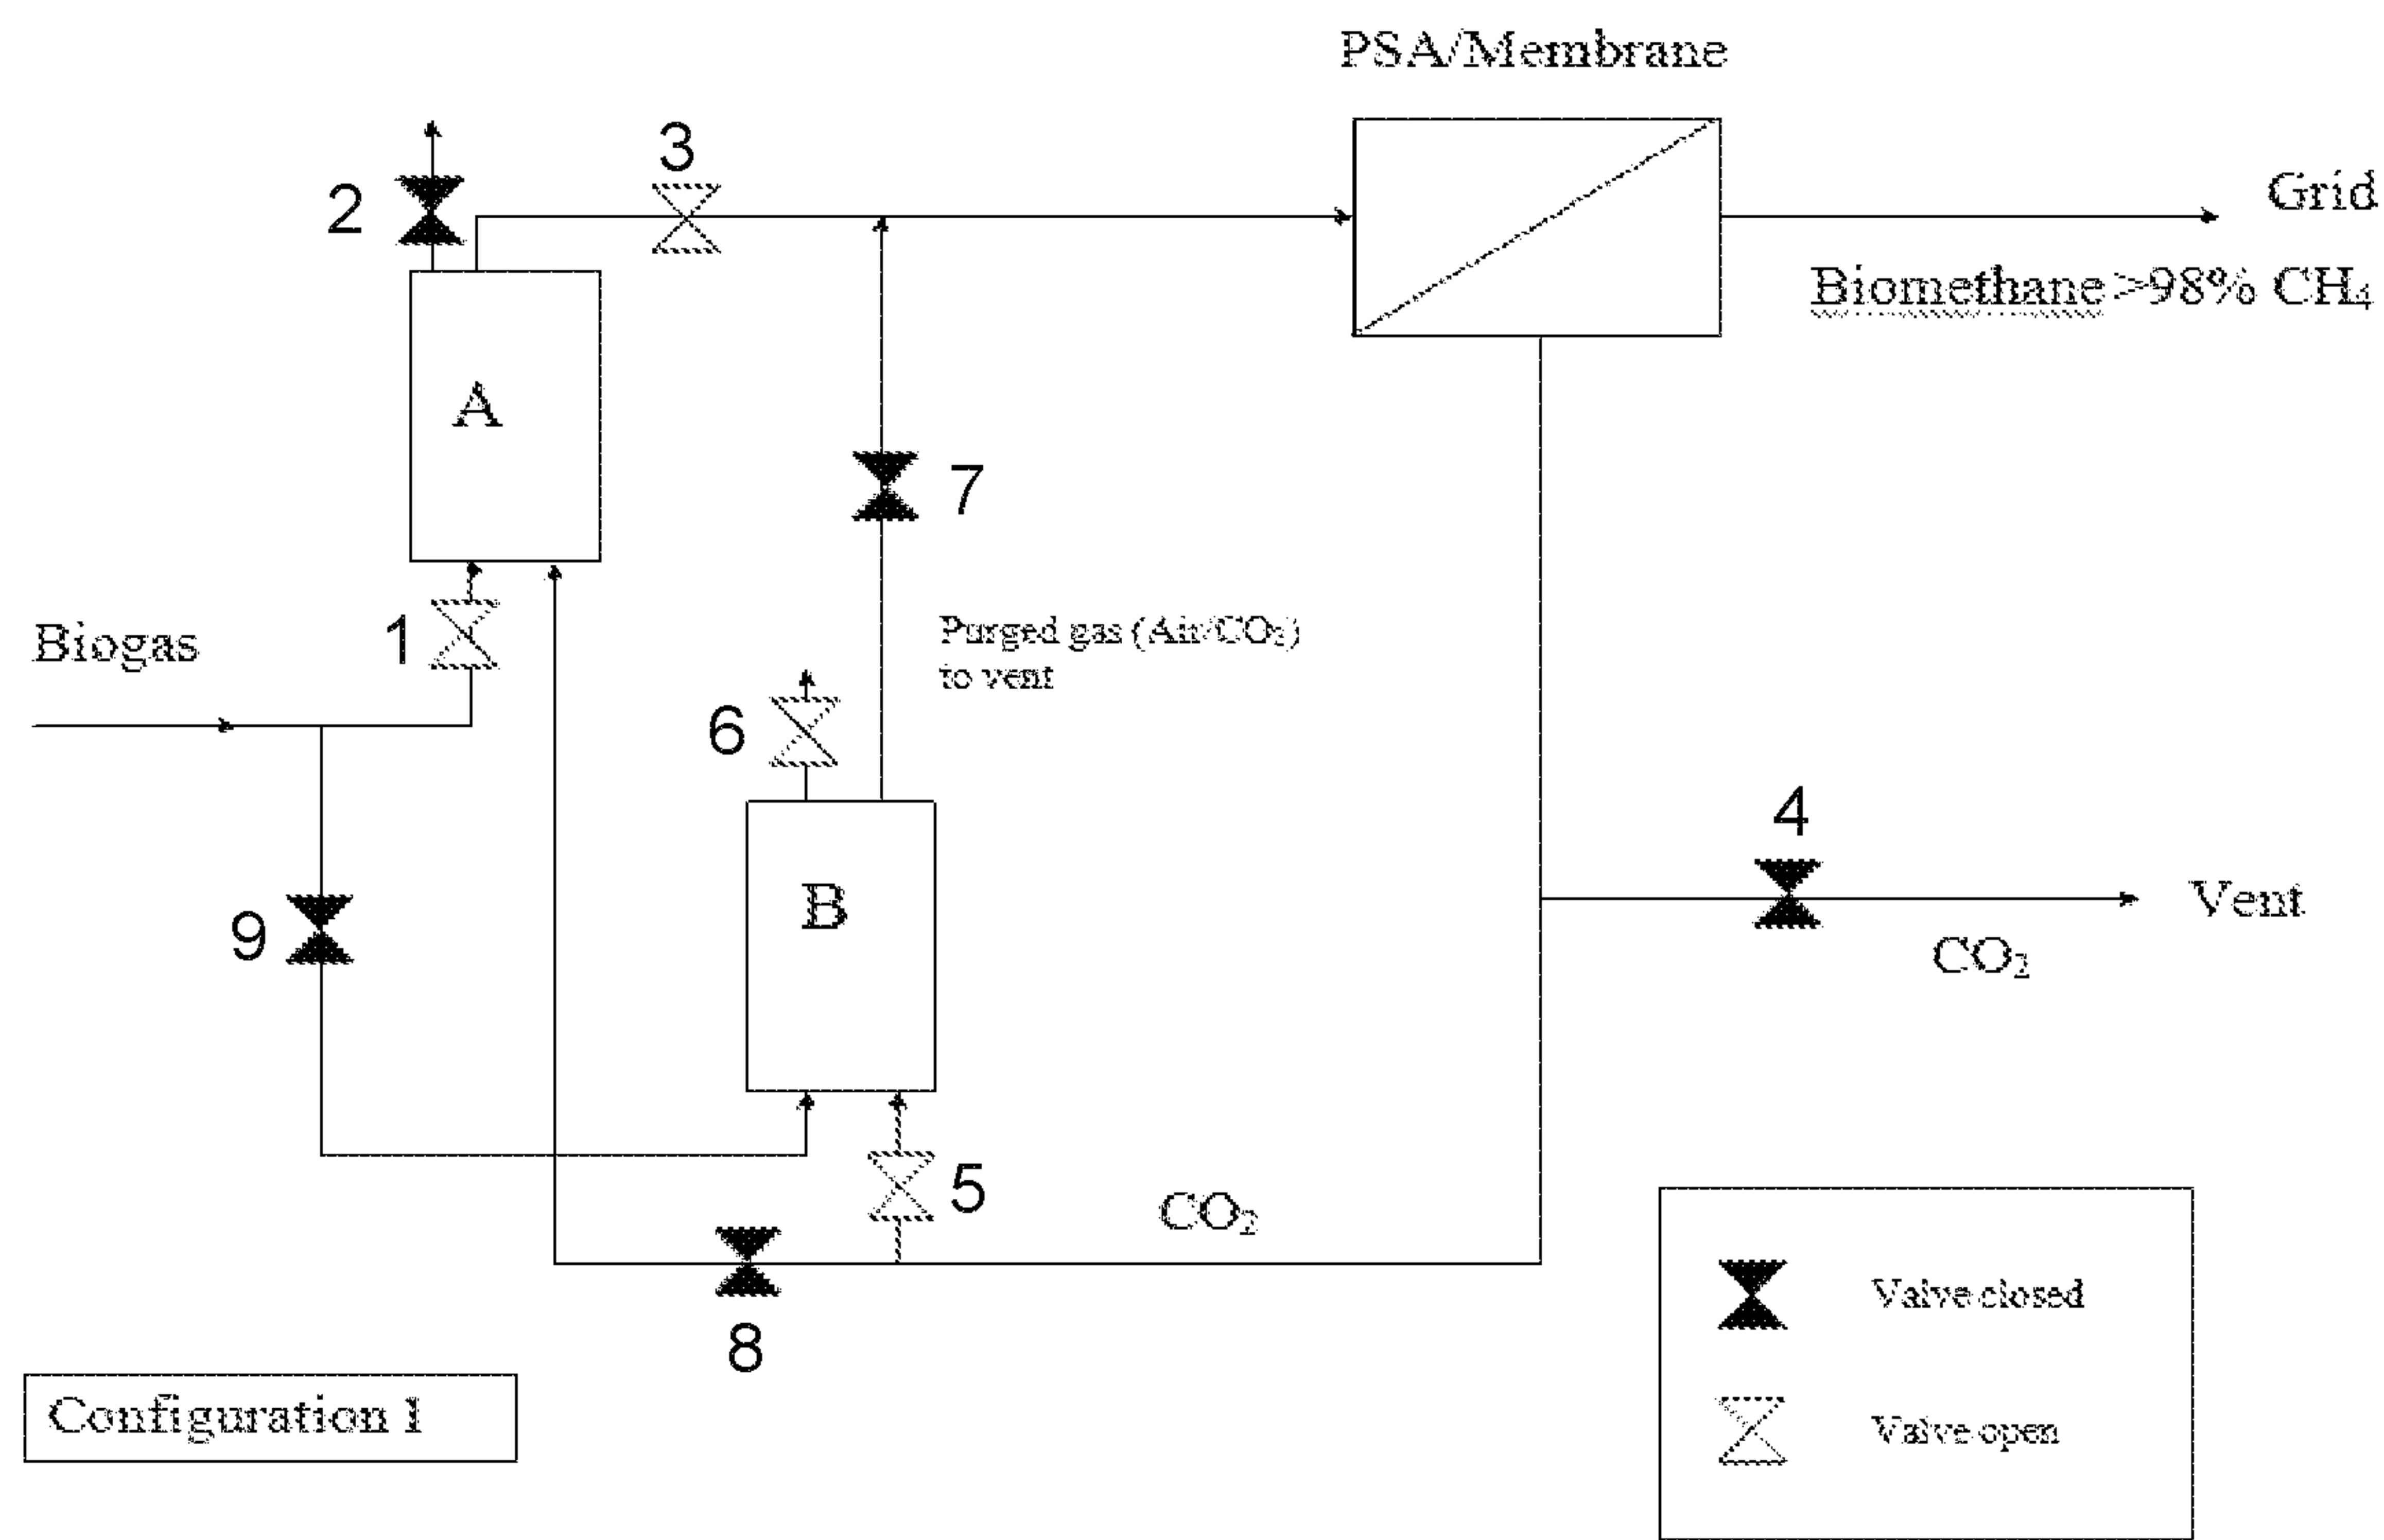 PSA/Membrane
3
2
Grid
Biomethane >98% CH₄
A
7
1
Biogas
Purged gas (Air/CO₂)
to vent
6
4
B
9
Vent
CO₂
5
CO₂
8
Valve closed
Configuration 1
Valve open